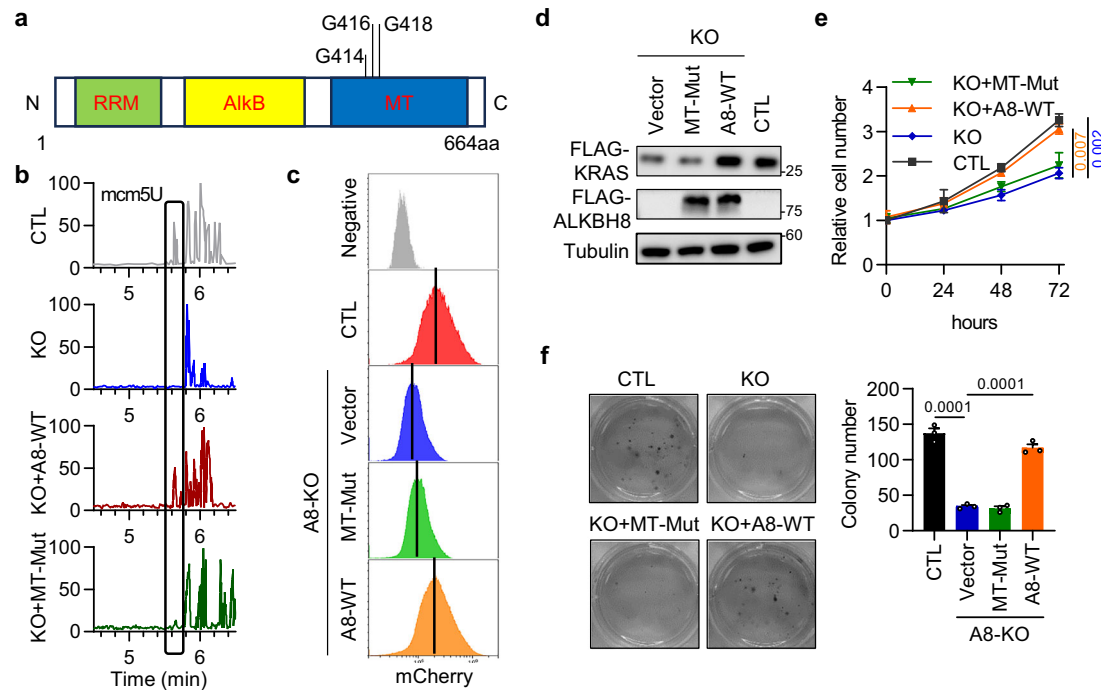 a
G416
G418
G414
N
RRM
AlkB
MT
C
1
664aa
b
mcm5U
CTL
100
50
0
5
6
KO
100
50
0
5
6
KO+A8-WT
100
50
0
5
6
KO+MT-Mut
100
50
0
5
6
Time (min)
c
Negative
CTL
A8-KO
Vector
MT-Mut
A8-WT
mCherry
d
KO
Vector
MT-Mut
A8-WT
CTL
FLAG-
KRAS
-25
FLAG-
ALKBH8
-75
-60
Tubulin
e
Relative cell number
4
3
2
1
0
0
24
48
72
hours
KO+MT-Mut
KO+A8-WT
KO
CTL
0.007
0.002
f
CTL
KO
KO+MT-Mut
KO+A8-WT
Colony number
200
150
100
50
0
0.0001
0.0001
CTL
Vector
MT-Mut
A8-WT
A8-KO